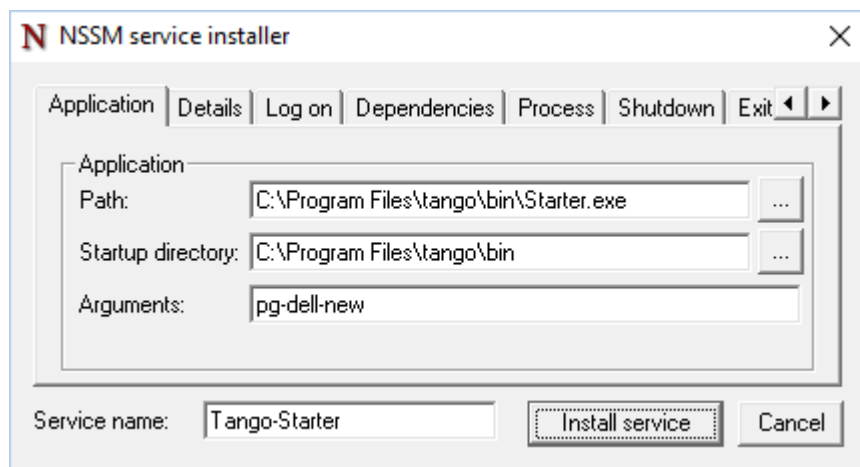 N NSSM service installer
Application Details Log on Dependencies Process Shutdown Exit
Application
Path: C:\Program Files\tango\bin\Starter.exe ...
Startup directory: C:\Program Files\tango\bin ...
Arguments: pg-dell-new
Service name: Tango-Starter Install service Cancel